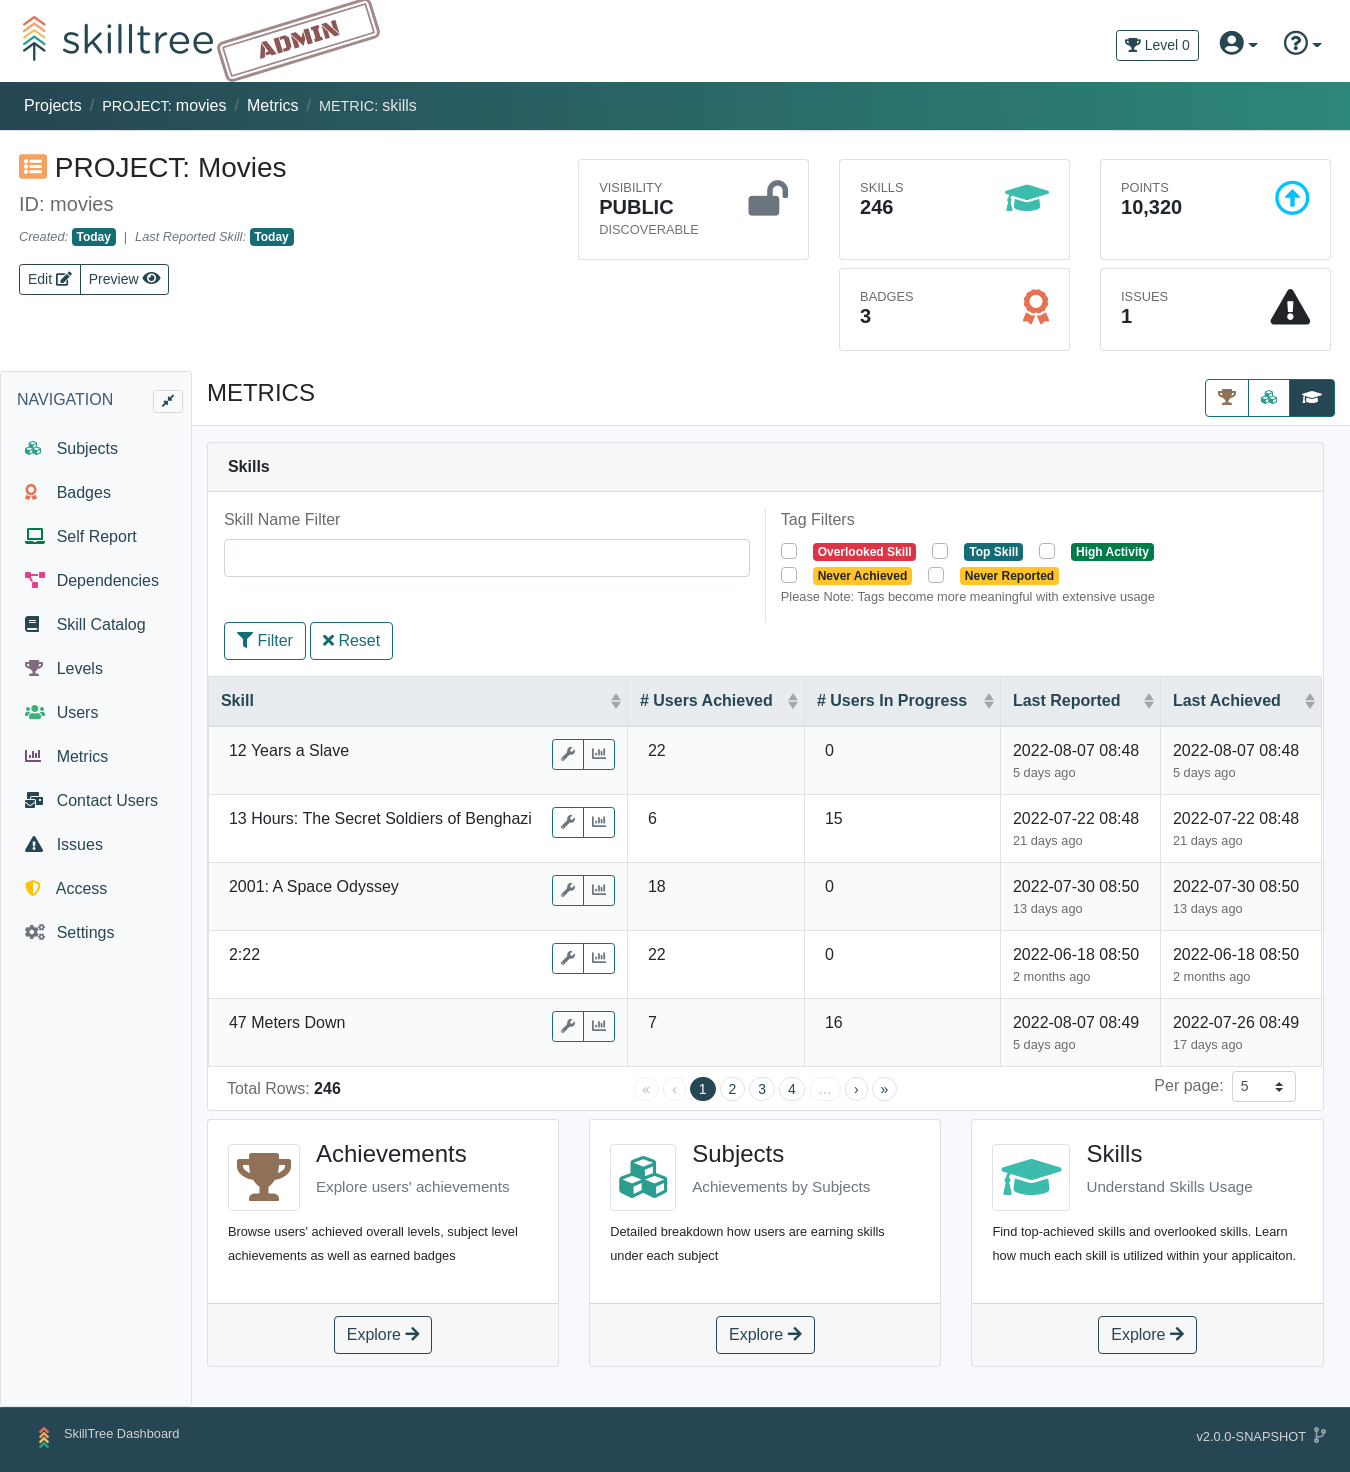 skilltree
ADMIN
Level 0
Projects / PROJECT: movies / Metrics / METRIC: skills
PROJECT: Movies
ID: movies
Created: Today | Last Reported Skill: Today
Edit Preview
VISIBILITY
PUBLIC
DISCOVERABLE
SKILLS
246
POINTS
10,320
BADGES
3
ISSUES
1
NAVIGATION
Subjects
Badges
Self Report
Dependencies
Skill Catalog
Levels
Users
Metrics
Contact Users
Issues
Access
Settings
METRICS
Skills
Skill Name Filter
Tag Filters
Overlooked Skill Top Skill High Activity
Never Achieved Never Reported
Please Note: Tags become more meaningful with extensive usage
Filter Reset
Skill # Users Achieved # Users In Progress Last Reported Last Achieved
12 Years a Slave 22 0 2022-08-07 08:48 2022-08-07 08:48
5 days ago 5 days ago
13 Hours: The Secret Soldiers of Benghazi 6 15 2022-07-22 08:48 2022-07-22 08:48
21 days ago 21 days ago
2001: A Space Odyssey 18 0 2022-07-30 08:50 2022-07-30 08:50
13 days ago 13 days ago
2:22 22 0 2022-06-18 08:50 2022-06-18 08:50
2 months ago 2 months ago
47 Meters Down 7 16 2022-08-07 08:49 2022-07-26 08:49
5 days ago 17 days ago
Total Rows: 246 « ‹ 1 2 3 4 … › » Per page: 5
Achievements
Explore users' achievements
Browse users' achieved overall levels, subject level
achievements as well as earned badges
Explore
Subjects
Achievements by Subjects
Detailed breakdown how users are earning skills
under each subject
Explore
Skills
Understand Skills Usage
Find top-achieved skills and overlooked skills. Learn
how much each skill is utilized within your applicaiton.
Explore
SkillTree Dashboard
v2.0.0-SNAPSHOT